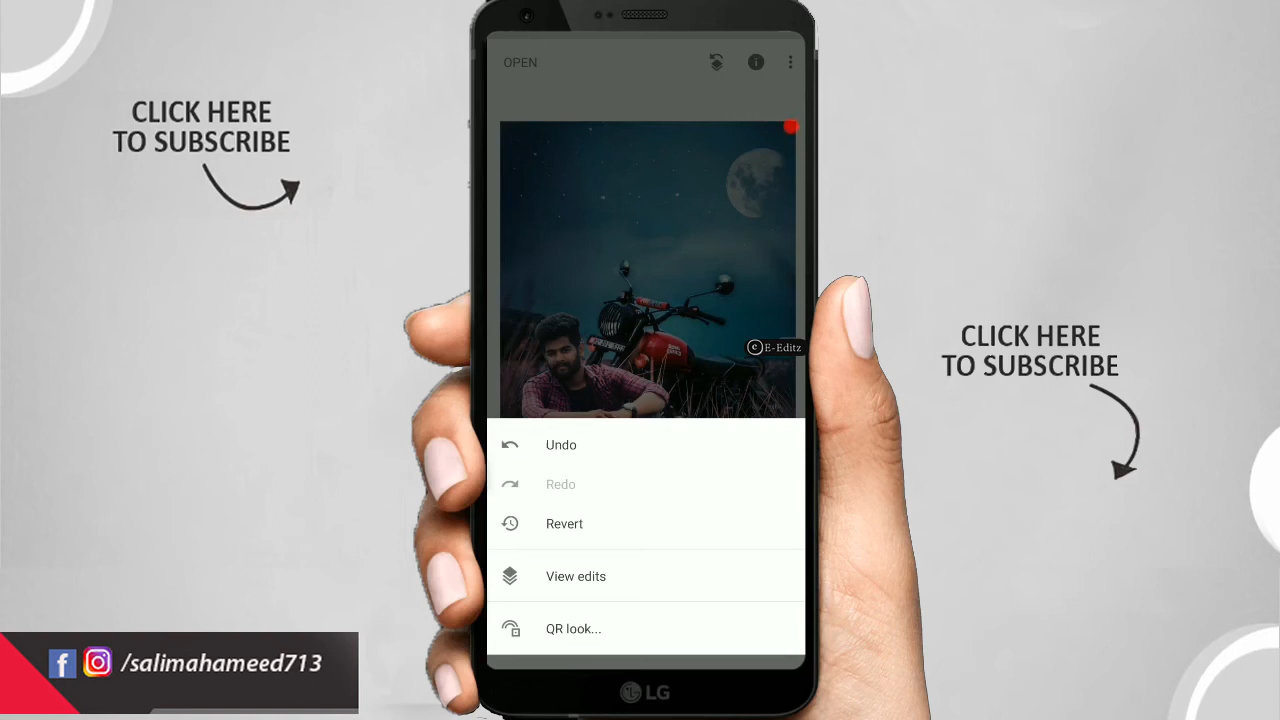 OPEN
CLICK HERE
TO SUBSCRIBE
CLICK HERE
TO SUBSCRIBE
c E-Editz
Undo
Redo
Revert
View edits
QR look...
/salimahameed713
LG